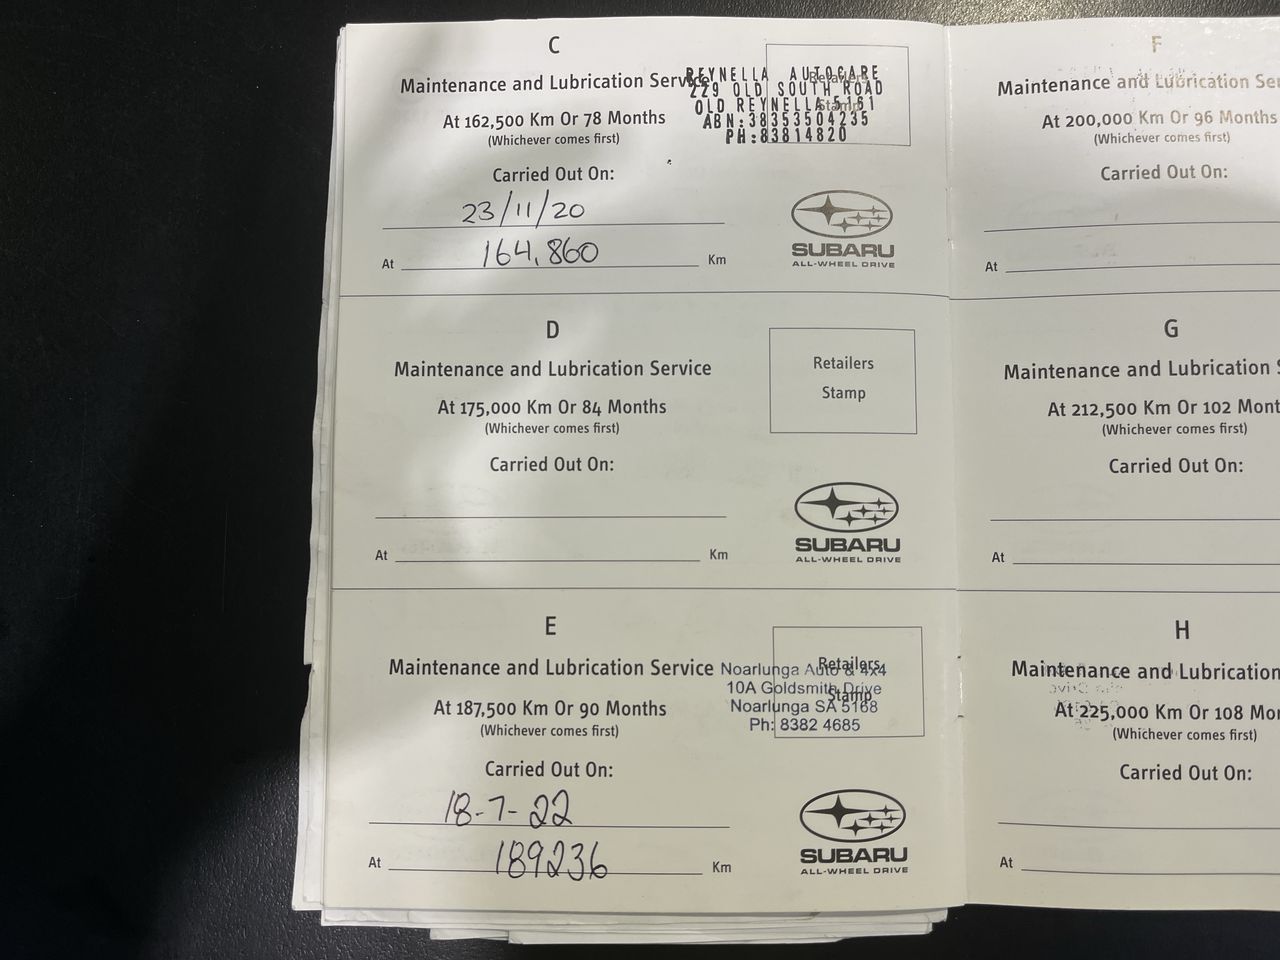 C
Maintenance and Lubrication Service
At 162,500 Km Or 78 Months
(Whichever comes first)
Carried Out On:
23/11/20
At 164,860 Km
Retailers
Stamp
REYNELLA AUTOCARE
229 OLD SOUTH ROAD
OLD REYNELLA 5161
ABN:38353504235
PH:83814820
SUBARU
ALL-WHEEL DRIVE
D
Maintenance and Lubrication Service
At 175,000 Km Or 84 Months
(Whichever comes first)
Carried Out On:
At Km
Retailers
Stamp
SUBARU
ALL-WHEEL DRIVE
E
Maintenance and Lubrication Service
At 187,500 Km Or 90 Months
(Whichever comes first)
Carried Out On:
18-7-22
At 189236 Km
Retailers
Stamp
Noarlunga Auto & 4x4
10A Goldsmith Drive
Noarlunga SA 5168
Ph: 8382 4685
SUBARU
ALL-WHEEL DRIVE
F
Maintenance and Lubrication
At 200,000 Km Or 96 Months
(Whichever comes first)
Carried Out On:
At
G
Maintenance and Lubrication
At 212,500 Km Or 102 Mont
(Whichever comes first)
Carried Out On:
At
H
Maintenance and Lubrication
At 225,000 Km Or 108 Mon
(Whichever comes first)
Carried Out On:
At